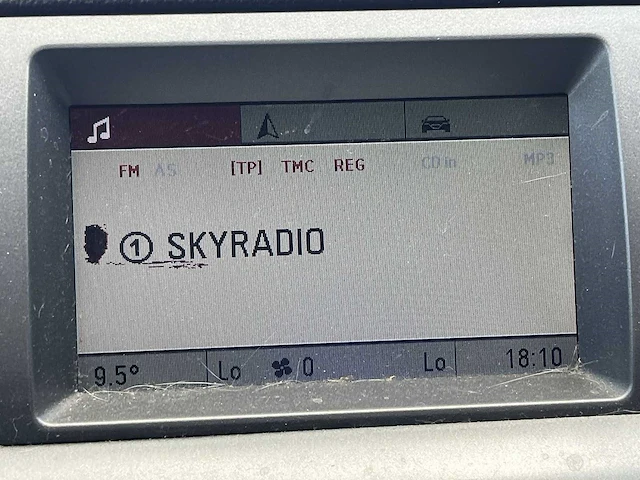 FM AS [TP] TMC REG CD in MP3
1 SKYRADIO
9.5° Lo 0 Lo 18:10